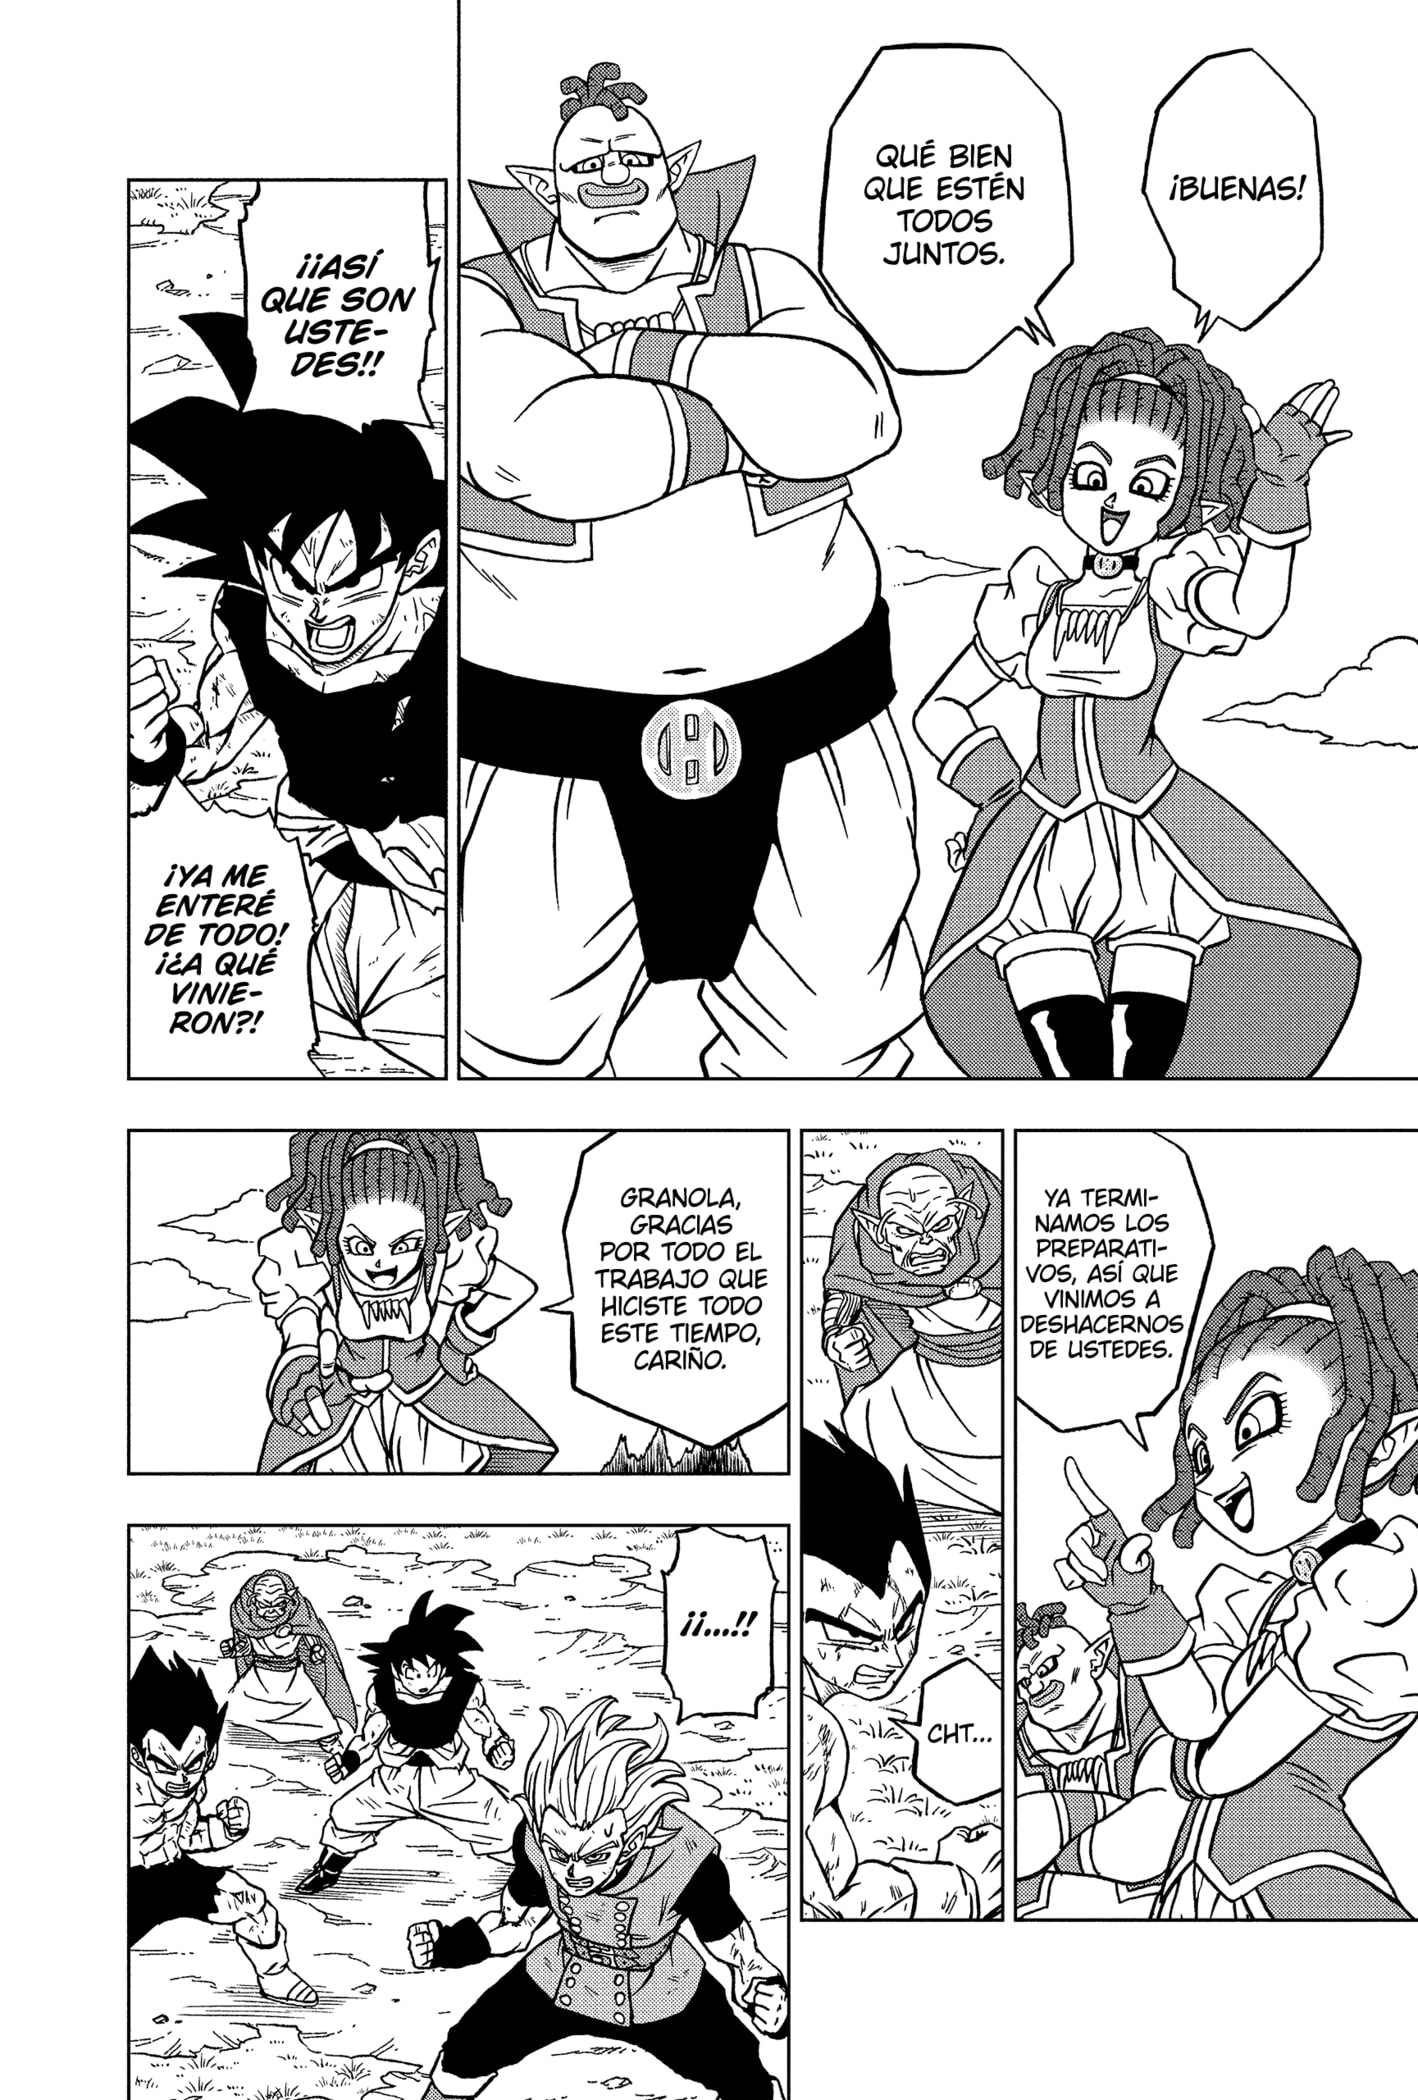 ¡BUENAS!
QUÉ BIEN
QUE ESTÉN
TODOS
JUNTOS.
¡¡ASÍ
QUE SON
USTE-
DES!!
¡YA ME
ENTERÉ
DE TODO!
¡¿A QUÉ
VINIE-
RON?!
YA TERMI-
NAMOS LOS
PREPARATI-
VOS, ASÍ QUE
VINIMOS A
DESHACERNOS
DE USTEDES.
CHT...
GRANOLA,
GRACIAS
POR TODO EL
TRABAJO QUE
HICISTE TODO
ESTE TIEMPO,
CARIÑO.
¡¡...!!